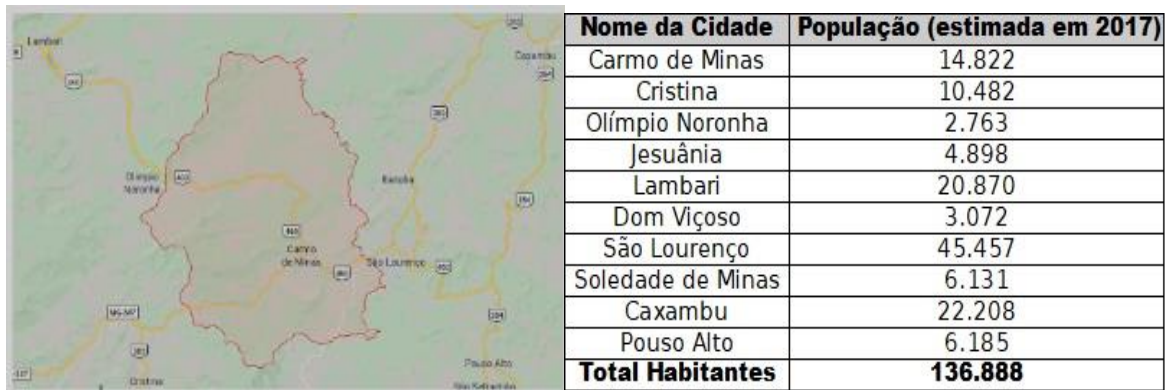 Lambari
Caxambu
Olímpio
Noronha
Carmo
de Minas
São Lourenço
Pouso Alto
Cristina
Nome da Cidade População (estimada em 2017)
Carmo de Minas 14.822
Cristina 10.482
Olímpio Noronha 2.763
Jesuânia 4.898
Lambari 20.870
Dom Viçoso 3.072
São Lourenço 45.457
Soledade de Minas 6.131
Caxambu 22.208
Pouso Alto 6.185
Total Habitantes 136.888